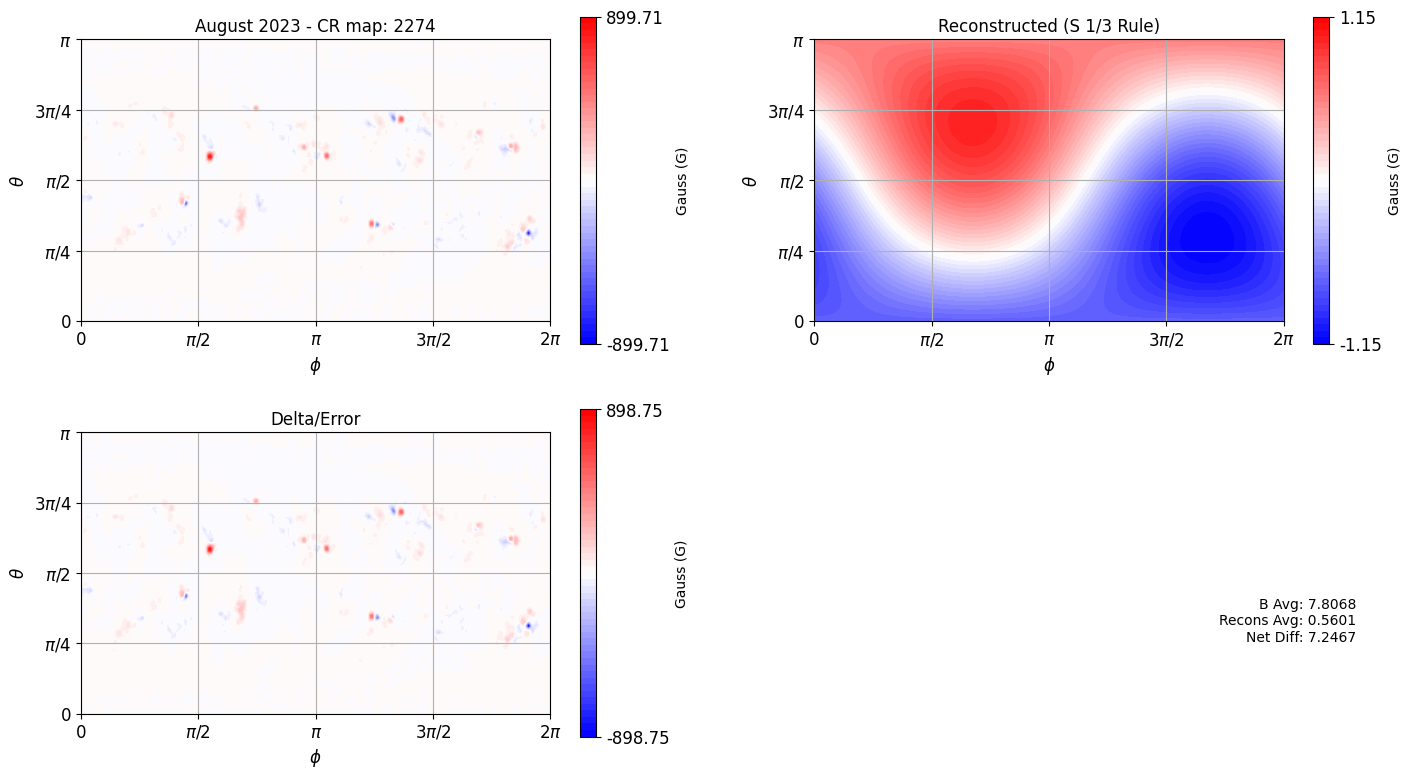 August 2023 - CR map: 2274
π
3π/4
π/2
π/4
0
θ
0
π/2
π
3π/2
2π
ϕ
899.71
-899.71
Gauss (G)
Reconstructed (S 1/3 Rule)
π
3π/4
π/2
π/4
0
θ
0
π/2
π
3π/2
2π
ϕ
1.15
-1.15
Gauss (G)
Delta/Error
π
3π/4
π/2
π/4
0
θ
0
π/2
π
3π/2
2π
ϕ
898.75
-898.75
Gauss (G)
B Avg: 7.8068
Recons Avg: 0.5601
Net Diff: 7.2467